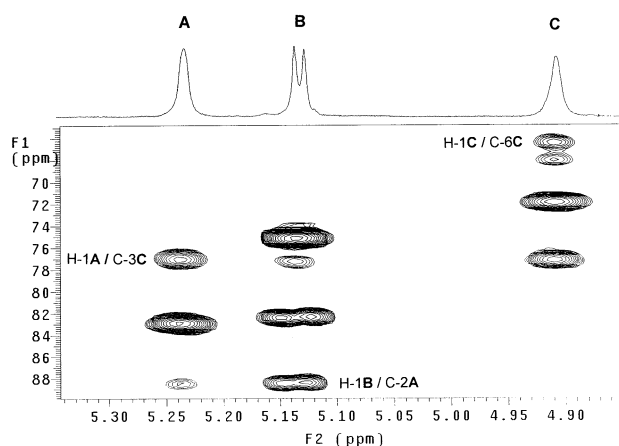 A B C
F1
(ppm)
H-1C / C-6C
70
72
74
76
H-1A / C-3C
78
80
82
84
86
H-1B / C-2A
88
5.30 5.25 5.20 5.15 5.10 5.05 5.00 4.95 4.90
F2 (ppm)